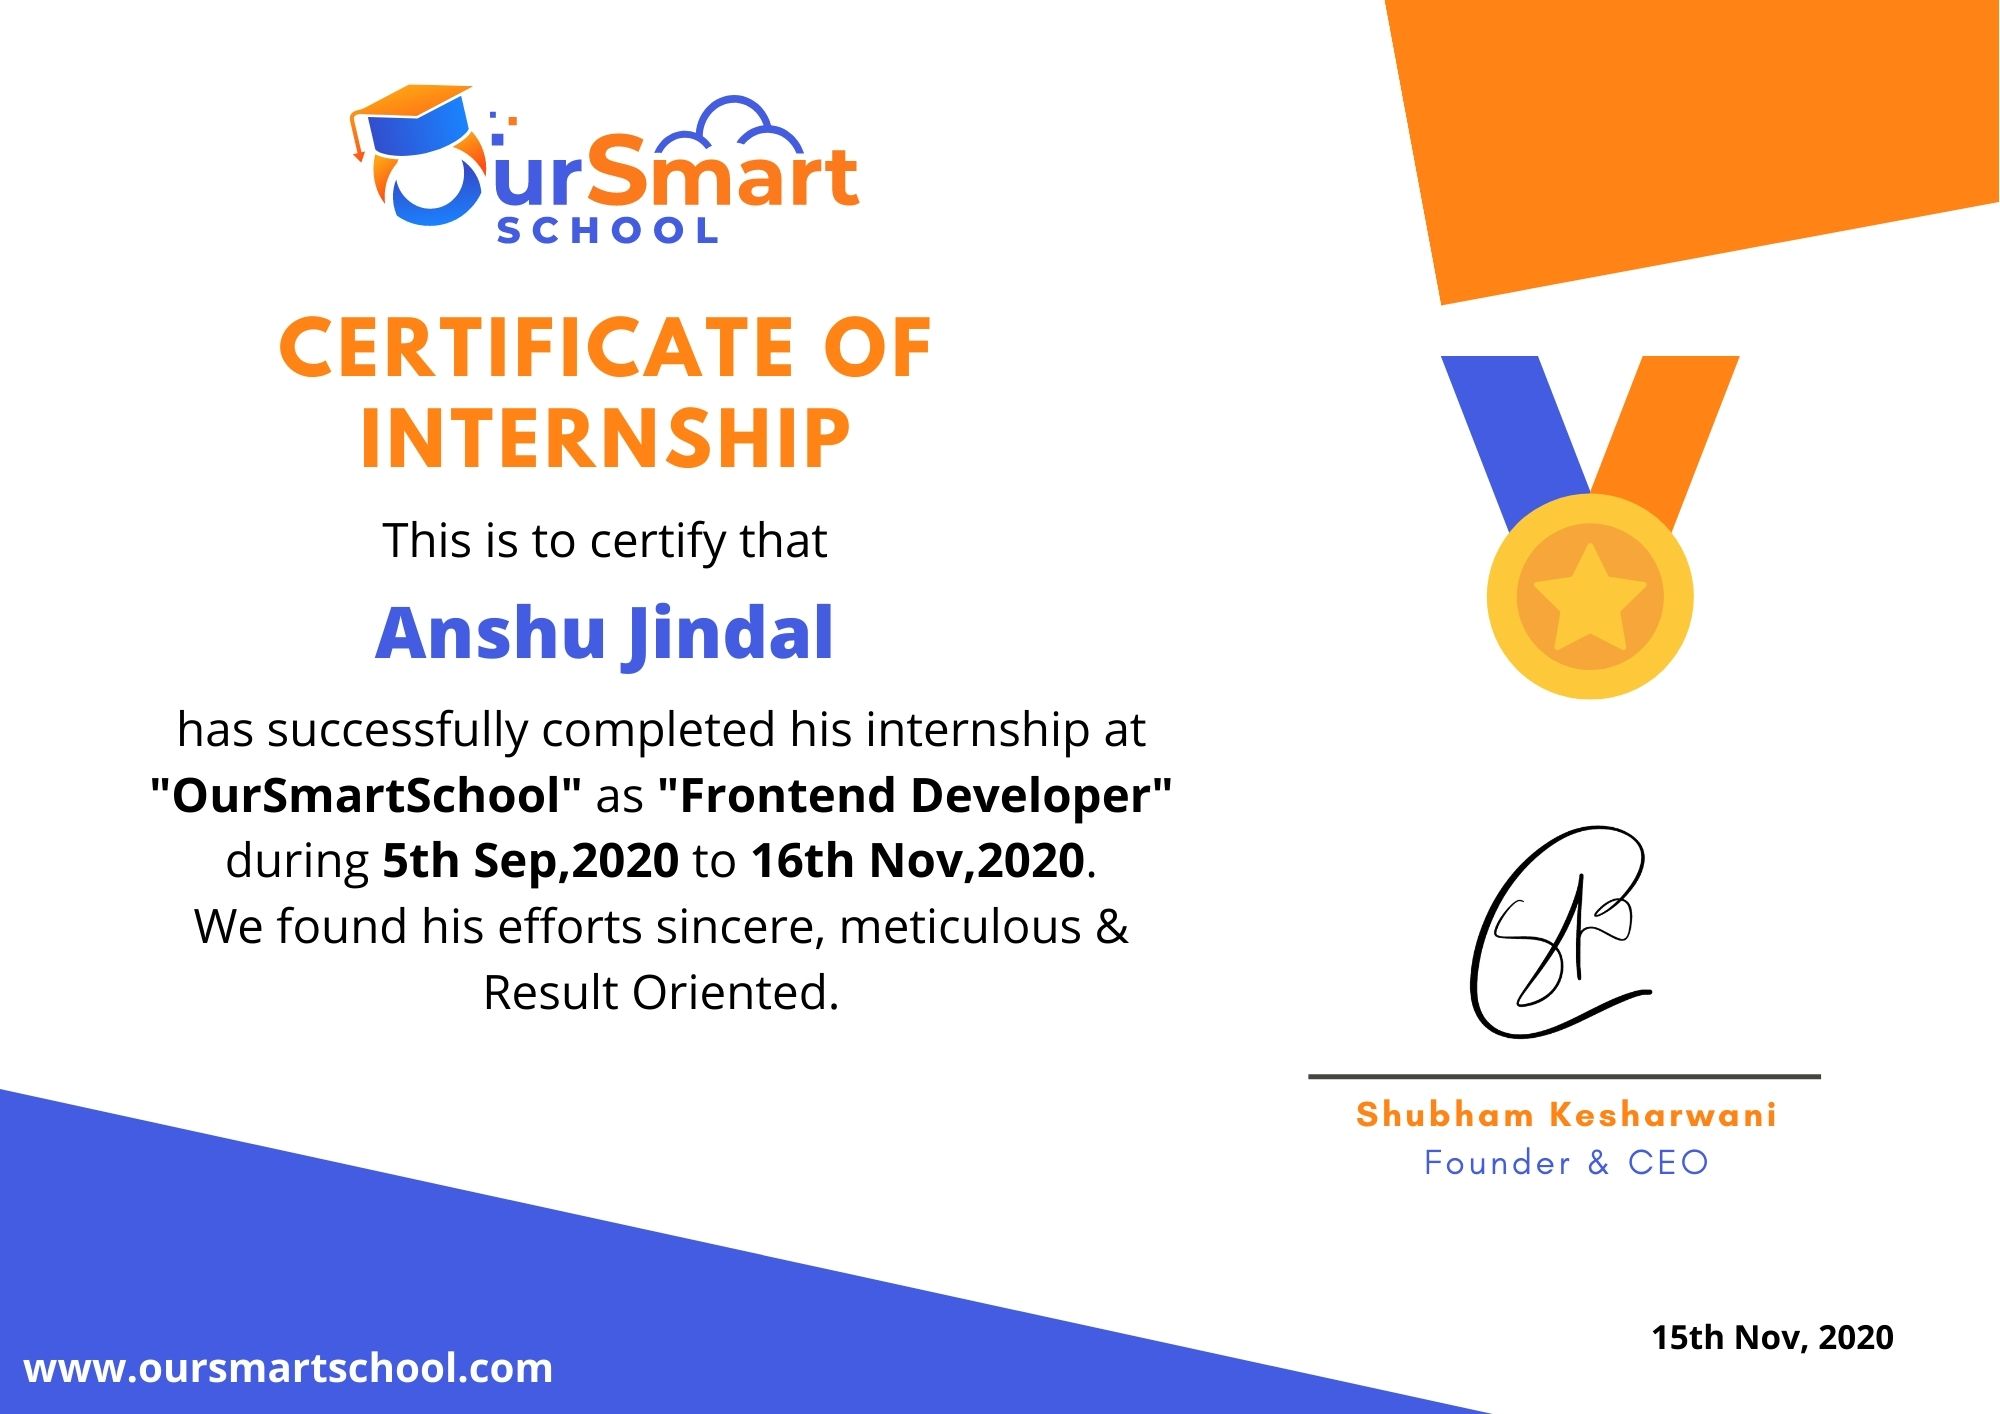 OurSmart
SCHOOL
CERTIFICATE OF
INTERNSHIP
This is to certify that
Anshu Jindal
has successfully completed his internship at
"OurSmartSchool" as "Frontend Developer"
during 5th Sep,2020 to 16th Nov,2020.
We found his efforts sincere, meticulous &
Result Oriented.
Shubham Kesharwani
Founder & CEO
15th Nov, 2020
www.oursmartschool.com